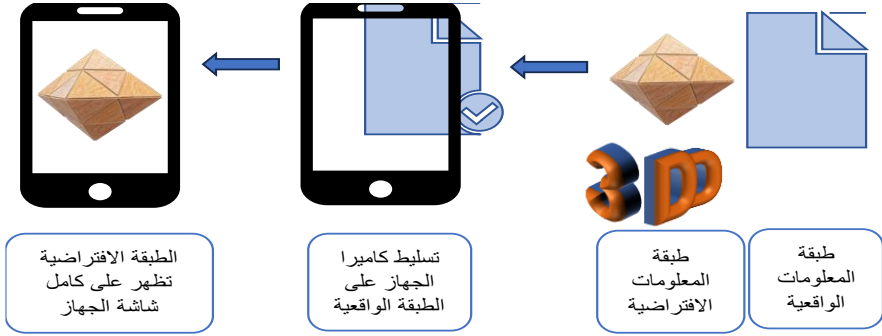 3DD
طبقة
المعلومات
الواقعية
طبقة
المعلومات
الافتراضية
تسليط كاميرا
الجهاز على
الطبقة الواقعية
الطبقة الافتراضية
تظهر على كامل
شاشة الجهاز